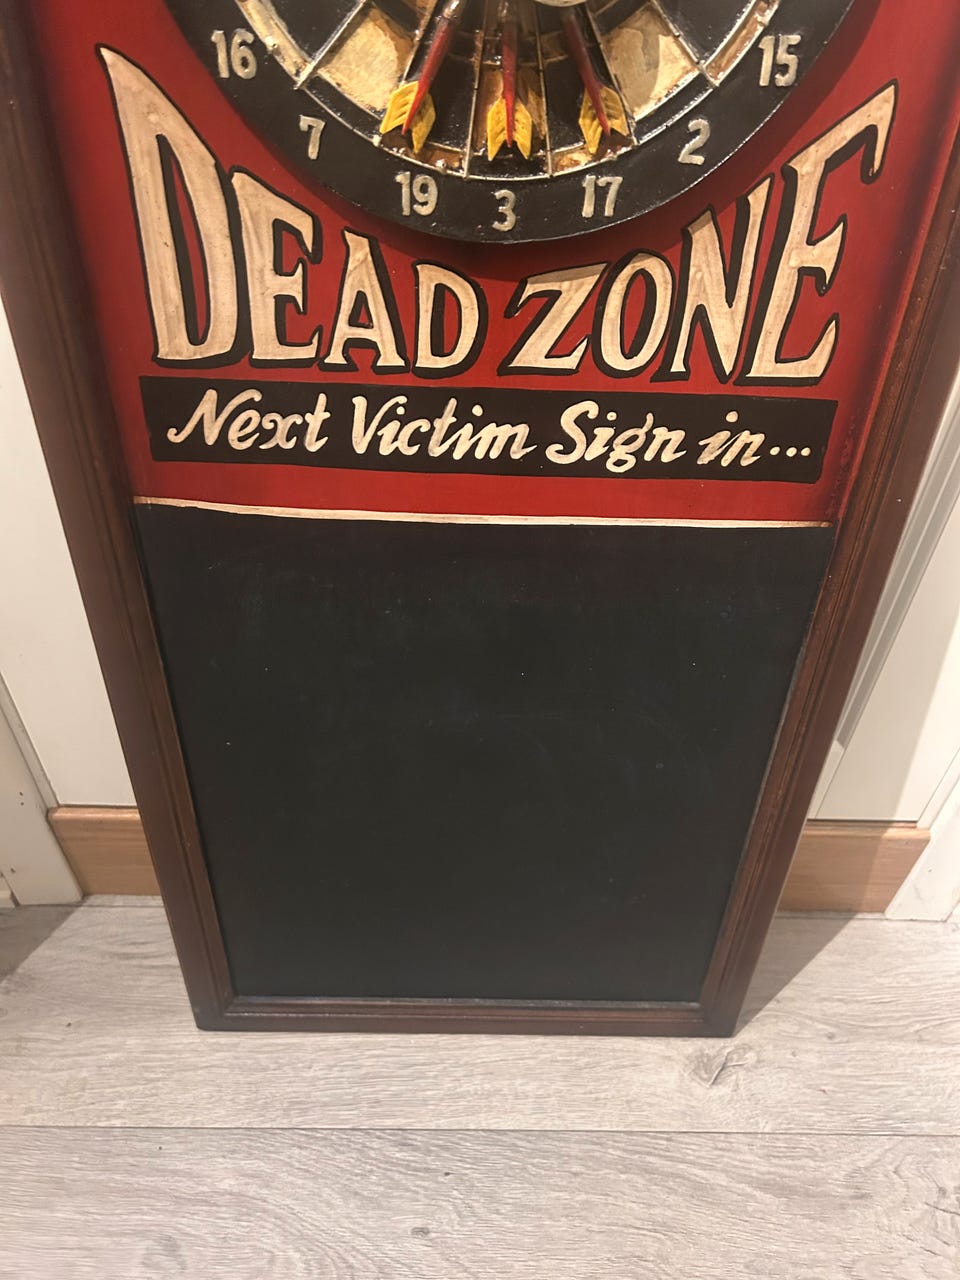 16 15
7 2
19 3 17
DEAD ZONE
Next Victim Sign in...